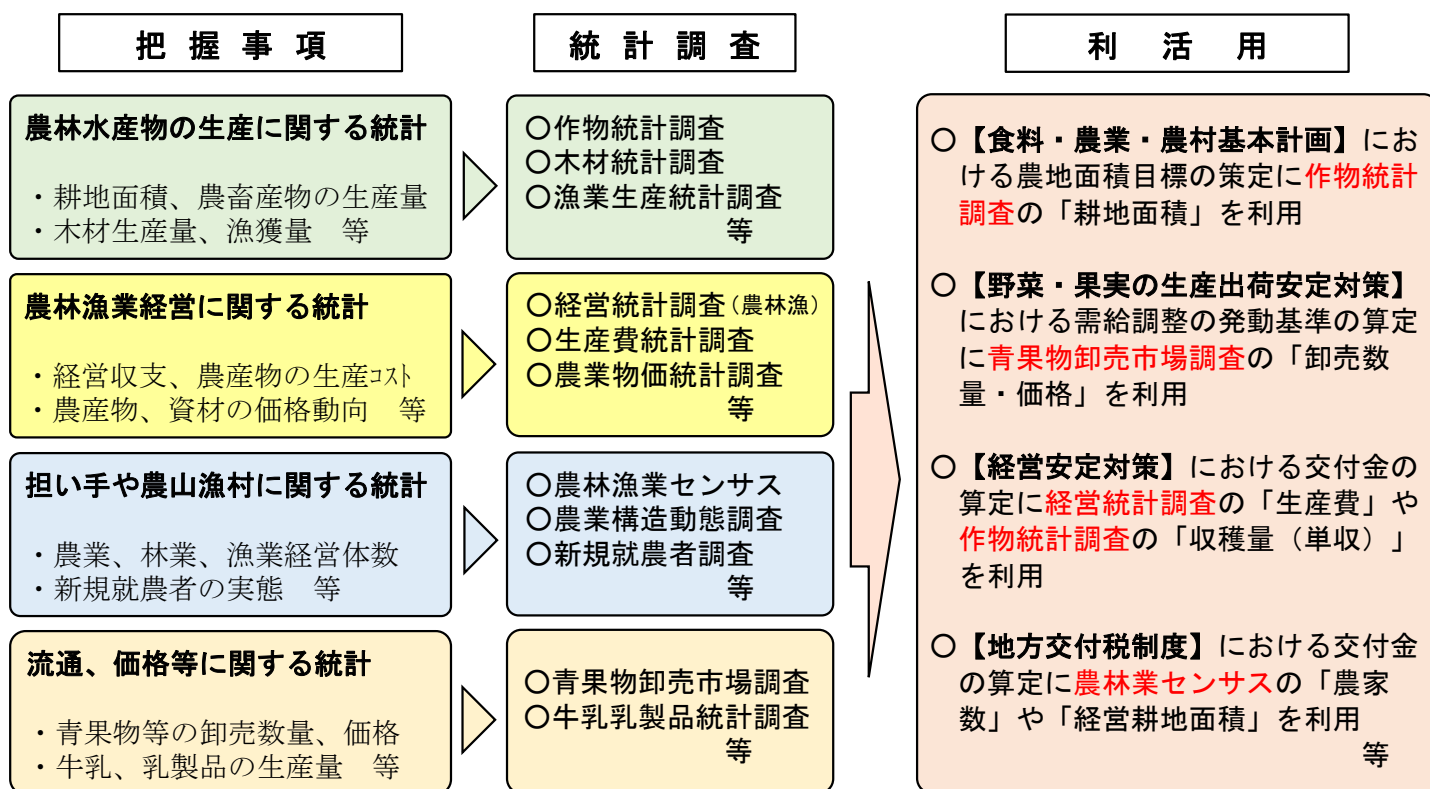 把握事項
統計調査
利活用
農林水産物の生産に関する統計
・耕地面積、農畜産物の生産量
・木材生産量、漁獲量　等
〇作物統計調査
〇木材統計調査
〇漁業生産統計調査
等
農林漁業経営に関する統計
・経営収支、農産物の生産ｺｽﾄ
・農産物、資材の価格動向　等
〇経営統計調査（農林漁）
〇生産費統計調査
〇農業物価統計調査
等
担い手や農山漁村に関する統計
・農業、林業、漁業経営体数
・新規就農者の実態　等
〇農林漁業センサス
〇農業構造動態調査
〇新規就農者調査
等
流通、価格等に関する統計
・青果物等の卸売数量、価格
・牛乳、乳製品の生産量　等
〇青果物卸売市場調査
〇牛乳乳製品統計調査
等
〇【食料・農業・農村基本計画】にお
ける農地面積目標の策定に作物統計
調査の「耕地面積」を利用
〇【野菜・果実の生産出荷安定対策】
における需給調整の発動基準の算定
に青果物卸売市場調査の「卸売数
量・価格」を利用
〇【経営安定対策】における交付金の
算定に経営統計調査の「生産費」や
作物統計調査の「収穫量（単収）」
を利用
〇【地方交付税制度】における交付金
の算定に農林業センサスの「農家
数」や「経営耕地面積」を利用
等